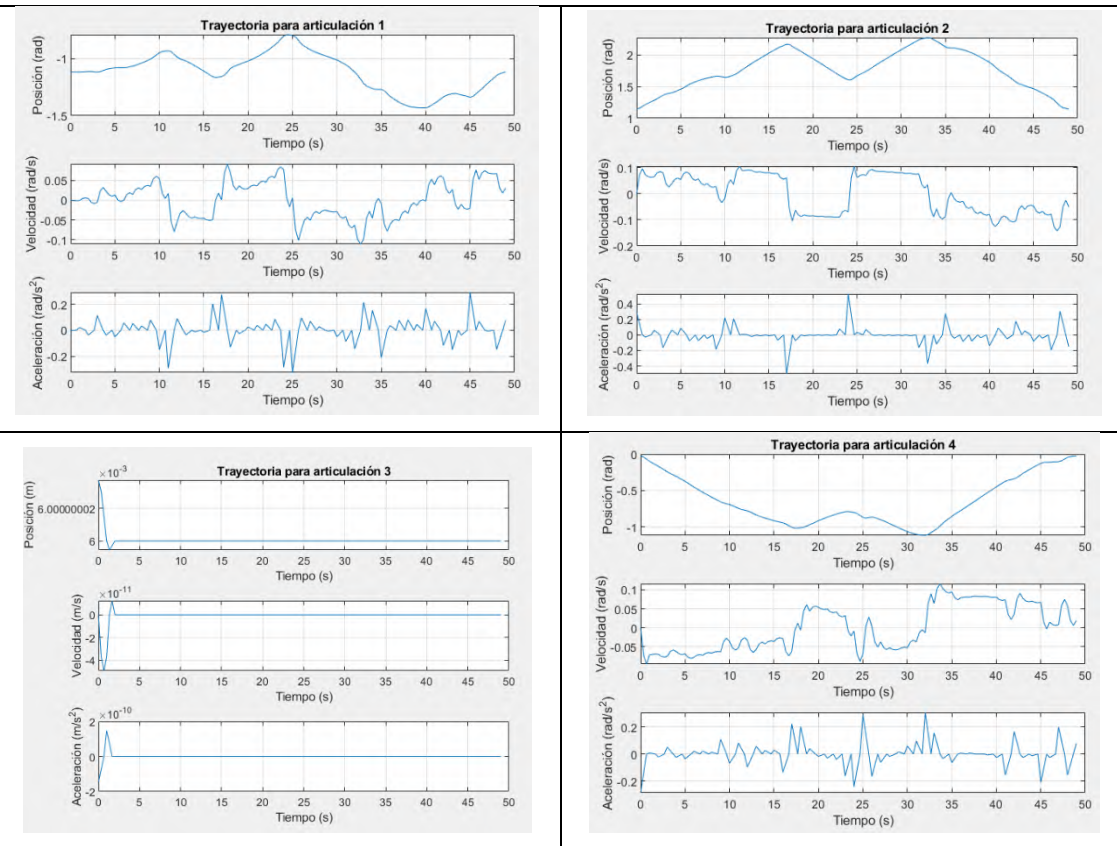 Trayectoria para articulación 1
Posición (rad)
-1
-1.5
0 5 10 15 20 25 30 35 40 45 50
Tiempo (s)
Velocidad (rad/s)
0.05
0
-0.05
-0.1
0 5 10 15 20 25 30 35 40 45 50
Tiempo (s)
Aceleración (rad/s²)
0.2
0
-0.2
0 5 10 15 20 25 30 35 40 45 50
Tiempo (s)
Trayectoria para articulación 2
Posición (rad)
2
1.5
1
0 5 10 15 20 25 30 35 40 45 50
Tiempo (s)
Velocidad (rad/s)
0.1
0
-0.1
-0.2
0 5 10 15 20 25 30 35 40 45 50
Tiempo (s)
Aceleración (rad/s²)
0.4
0.2
0
-0.2
-0.4
0 5 10 15 20 25 30 35 40 45 50
Tiempo (s)
Trayectoria para articulación 3
×10⁻³
Posición (m)
6.00000002
6
0 5 10 15 20 25 30 35 40 45 50
Tiempo (s)
×10⁻¹¹
Velocidad (m/s)
0
-2
-4
0 5 10 15 20 25 30 35 40 45 50
Tiempo (s)
×10⁻¹⁰
Aceleración (m/s²)
2
0
-2
0 5 10 15 20 25 30 35 40 45 50
Tiempo (s)
Trayectoria para articulación 4
Posición (rad)
0
-0.5
-1
0 5 10 15 20 25 30 35 40 45 50
Tiempo (s)
Velocidad (rad/s)
0.1
0.05
0
-0.05
0 5 10 15 20 25 30 35 40 45 50
Tiempo (s)
Aceleración (rad/s²)
0.2
0
-0.2
0 5 10 15 20 25 30 35 40 45 50
Tiempo (s)